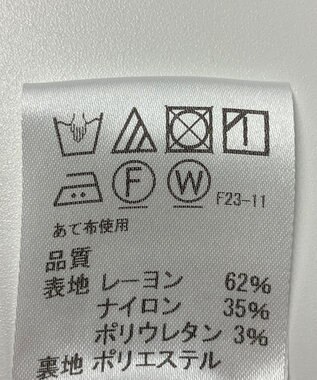 F W F23-11
あて布使用
品質
表地 レーヨン 62%
ナイロン 35%
ポリウレタン 3%
裏地 ポリエステル